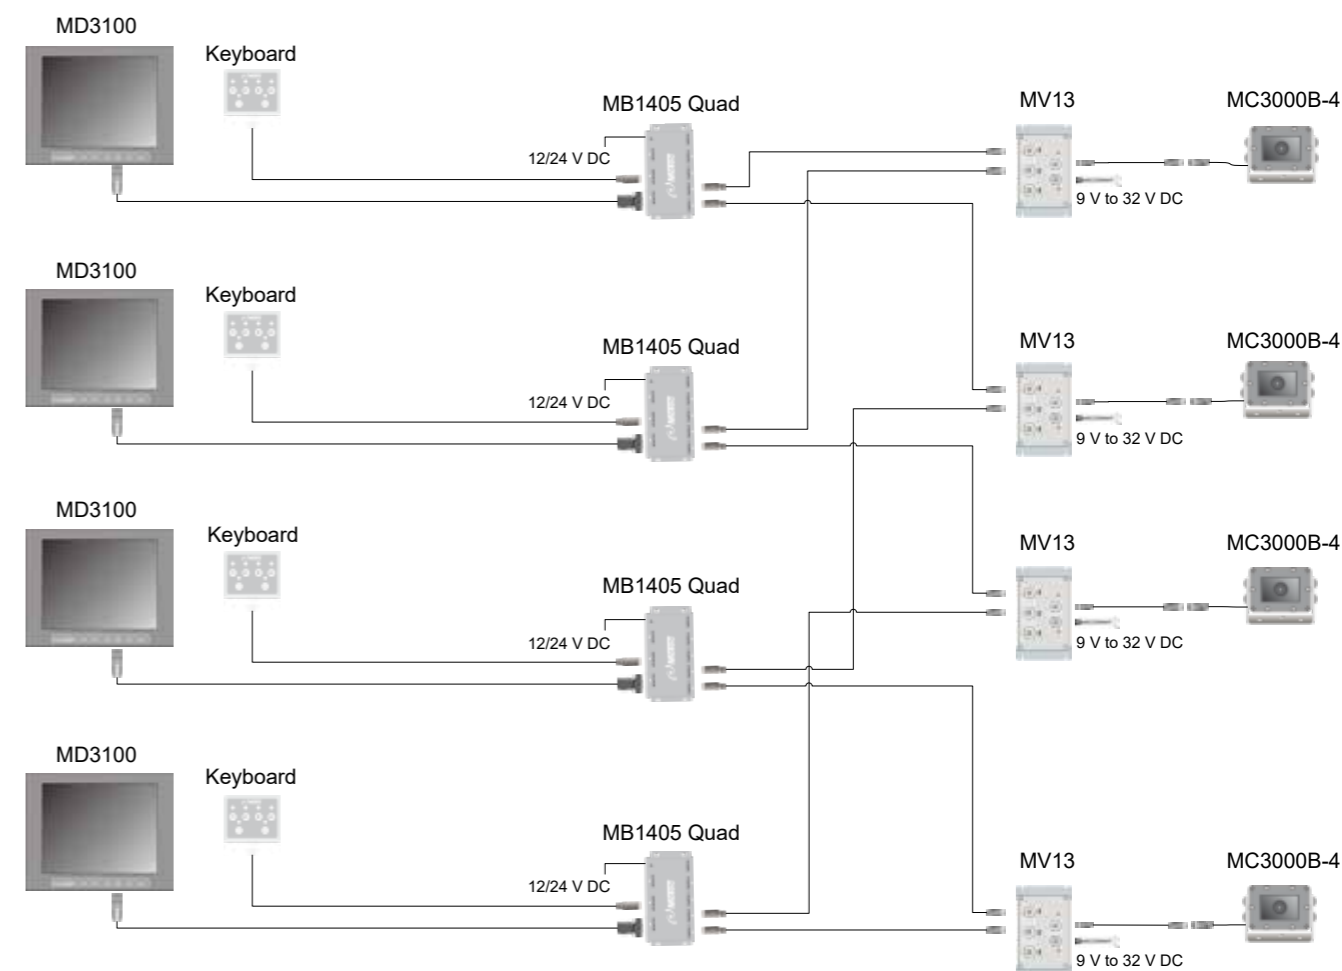 MD3100
Keyboard
MB1405 Quad
MV13
MC3000B-4
12/24 V DC
9 V to 32 V DC
MD3100
Keyboard
MB1405 Quad
MV13
MC3000B-4
12/24 V DC
9 V to 32 V DC
MD3100
Keyboard
MB1405 Quad
MV13
MC3000B-4
12/24 V DC
9 V to 32 V DC
MD3100
Keyboard
MB1405 Quad
MV13
MC3000B-4
12/24 V DC
9 V to 32 V DC